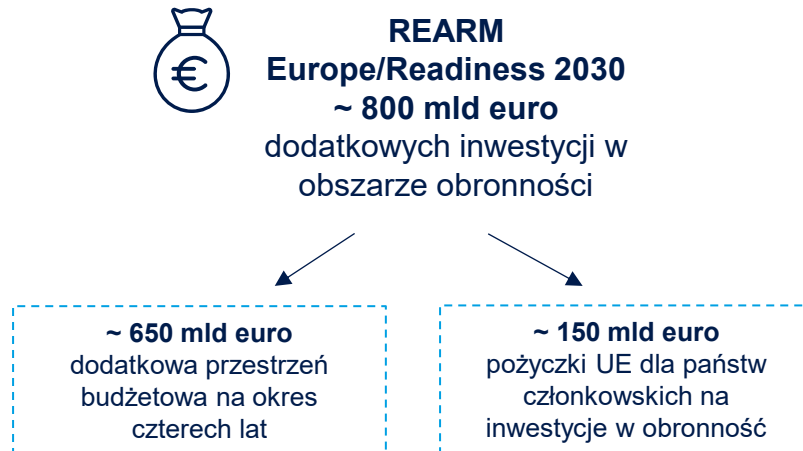 €
REARM
Europe/Readiness 2030
~ 800 mld euro
dodatkowych inwestycji w
obszarze obronności
~ 650 mld euro
dodatkowa przestrzeń
budżetowa na okres
czterech lat
~ 150 mld euro
pożyczki UE dla państw
członkowskich na
inwestycje w obronność